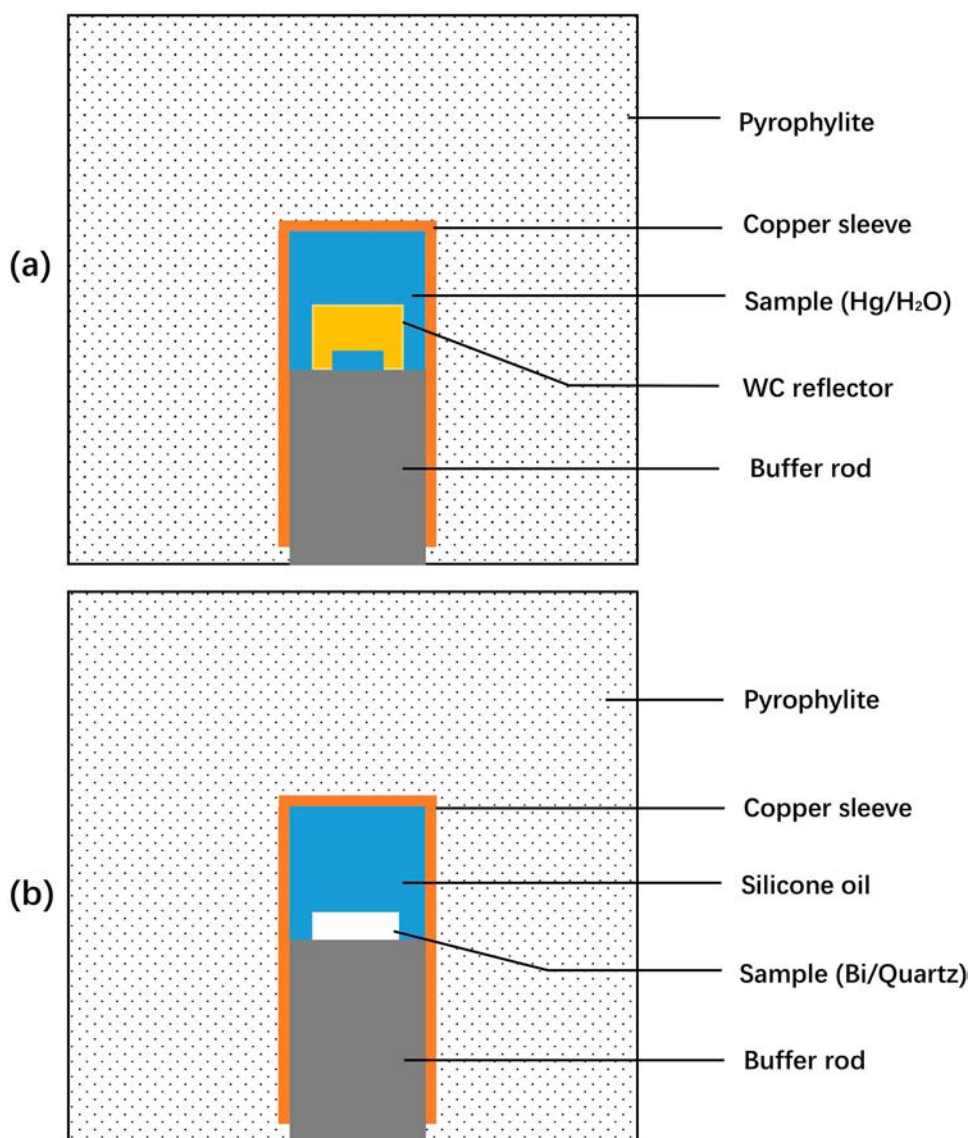 (a)
Pyrophylite
Copper sleeve
Sample (Hg/H₂O)
WC reflector
Buffer rod
(b)
Pyrophylite
Copper sleeve
Silicone oil
Sample (Bi/Quartz)
Buffer rod